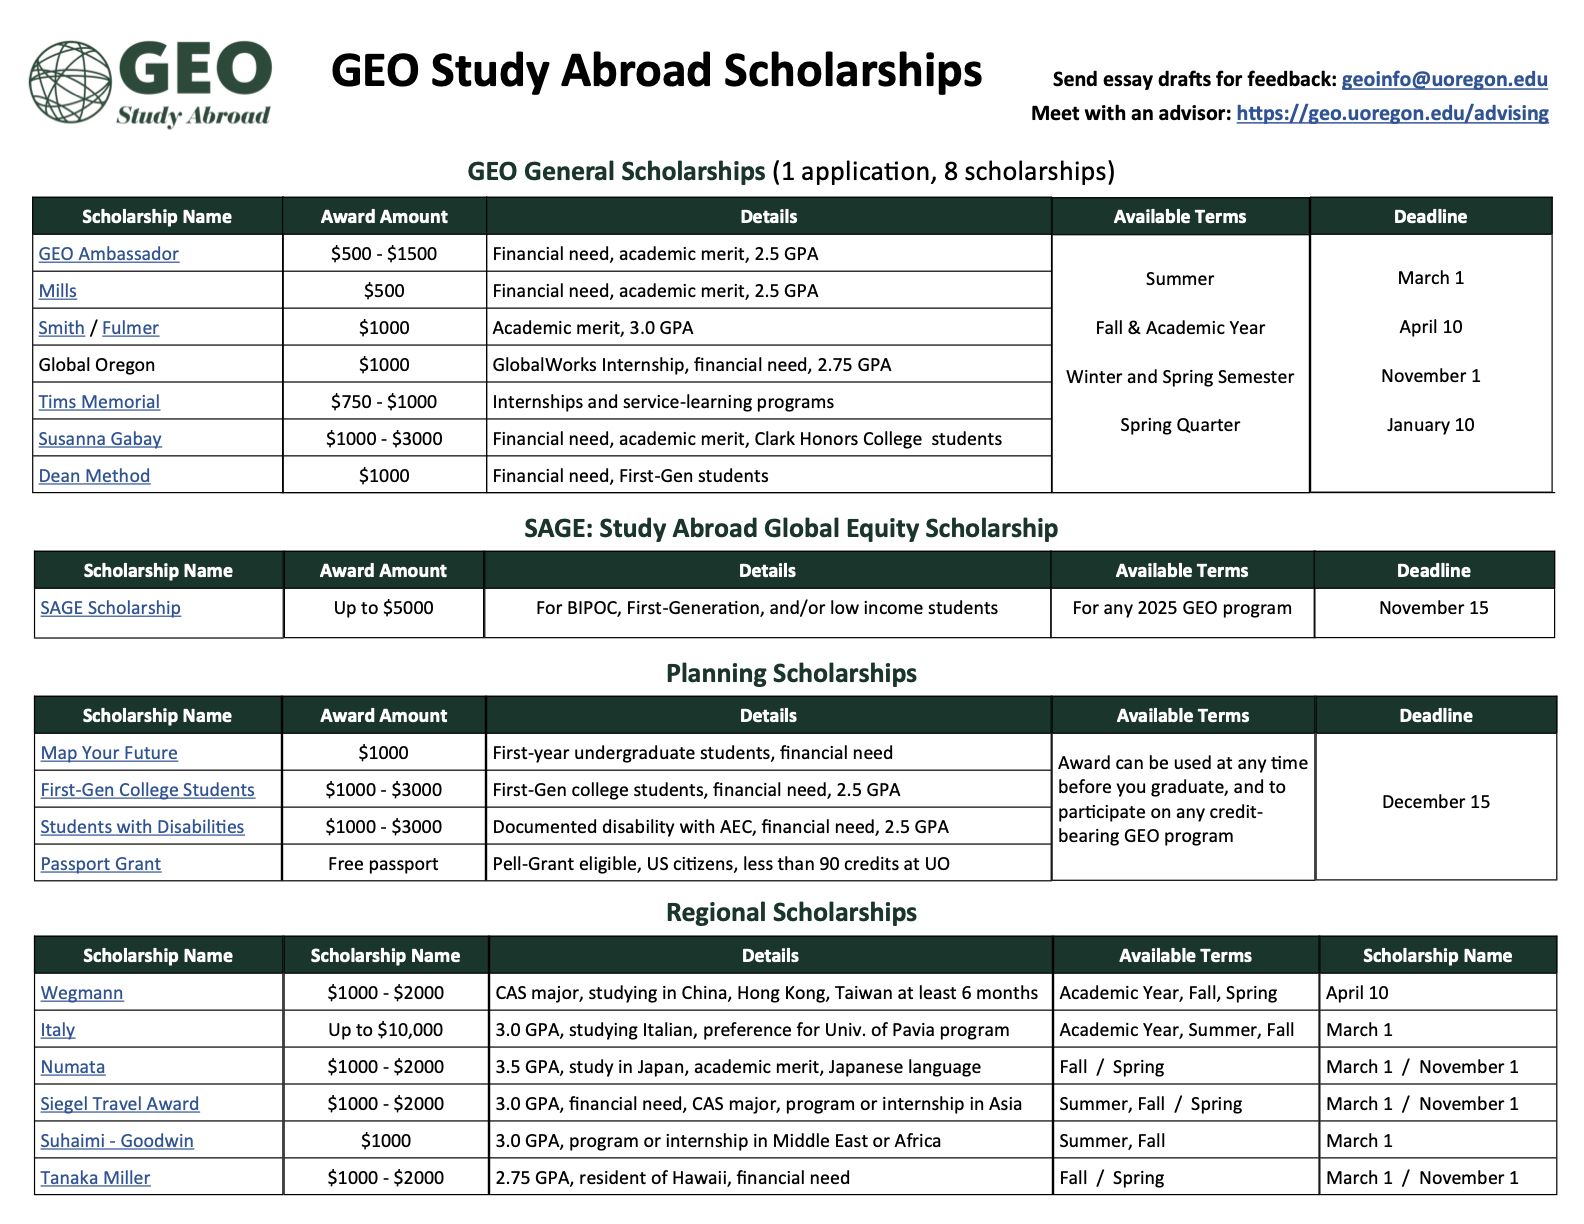 GEO
Study Abroad
GEO Study Abroad Scholarships
Send essay drafts for feedback: geoinfo@uoregon.edu
Meet with an advisor: https://geo.uoregon.edu/advising
GEO General Scholarships (1 application, 8 scholarships)
Scholarship Name Award Amount Details Available Terms Deadline
GEO Ambassador $500 - $1500 Financial need, academic merit, 2.5 GPA
Summer March 1
Mills $500 Financial need, academic merit, 2.5 GPA
Smith / Fulmer $1000 Academic merit, 3.0 GPA Fall & Academic Year April 10
Global Oregon $1000 GlobalWorks Internship, financial need, 2.75 GPA
Winter and Spring Semester November 1
Tims Memorial $750 - $1000 Internships and service-learning programs
Spring Quarter January 10
Susanna Gabay $1000 - $3000 Financial need, academic merit, Clark Honors College students
Dean Method $1000 Financial need, First-Gen students
SAGE: Study Abroad Global Equity Scholarship
Scholarship Name Award Amount Details Available Terms Deadline
SAGE Scholarship Up to $5000 For BIPOC, First-Generation, and/or low income students For any 2025 GEO program November 15
Planning Scholarships
Scholarship Name Award Amount Details Available Terms Deadline
Map Your Future $1000 First-year undergraduate students, financial need
First-Gen College Students $1000 - $3000 First-Gen college students, financial need, 2.5 GPA
Students with Disabilities $1000 - $3000 Documented disability with AEC, financial need, 2.5 GPA
Passport Grant Free passport Pell-Grant eligible, US citizens, less than 90 credits at UO
Award can be used at any time
before you graduate, and to
participate on any credit-
bearing GEO program
December 15
Regional Scholarships
Scholarship Name Scholarship Name Details Available Terms Scholarship Name
Wegmann $1000 - $2000 CAS major, studying in China, Hong Kong, Taiwan at least 6 months Academic Year, Fall, Spring April 10
Italy Up to $10,000 3.0 GPA, studying Italian, preference for Univ. of Pavia program Academic Year, Summer, Fall March 1
Numata $1000 - $2000 3.5 GPA, study in Japan, academic merit, Japanese language Fall / Spring March 1 / November 1
Siegel Travel Award $1000 - $2000 3.0 GPA, financial need, CAS major, program or internship in Asia Summer, Fall / Spring March 1 / November 1
Suhaimi - Goodwin $1000 3.0 GPA, program or internship in Middle East or Africa Summer, Fall March 1
Tanaka Miller $1000 - $2000 2.75 GPA, resident of Hawaii, financial need Fall / Spring March 1 / November 1